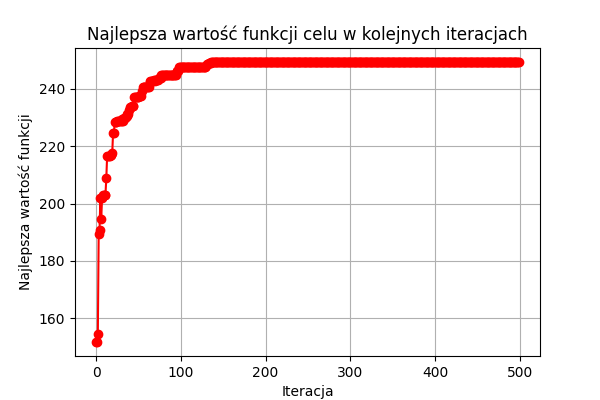 Najlepsza wartość funkcji celu w kolejnych iteracjach
Najlepsza wartość funkcji
240
220
200
180
160
0 100 200 300 400 500
Iteracja